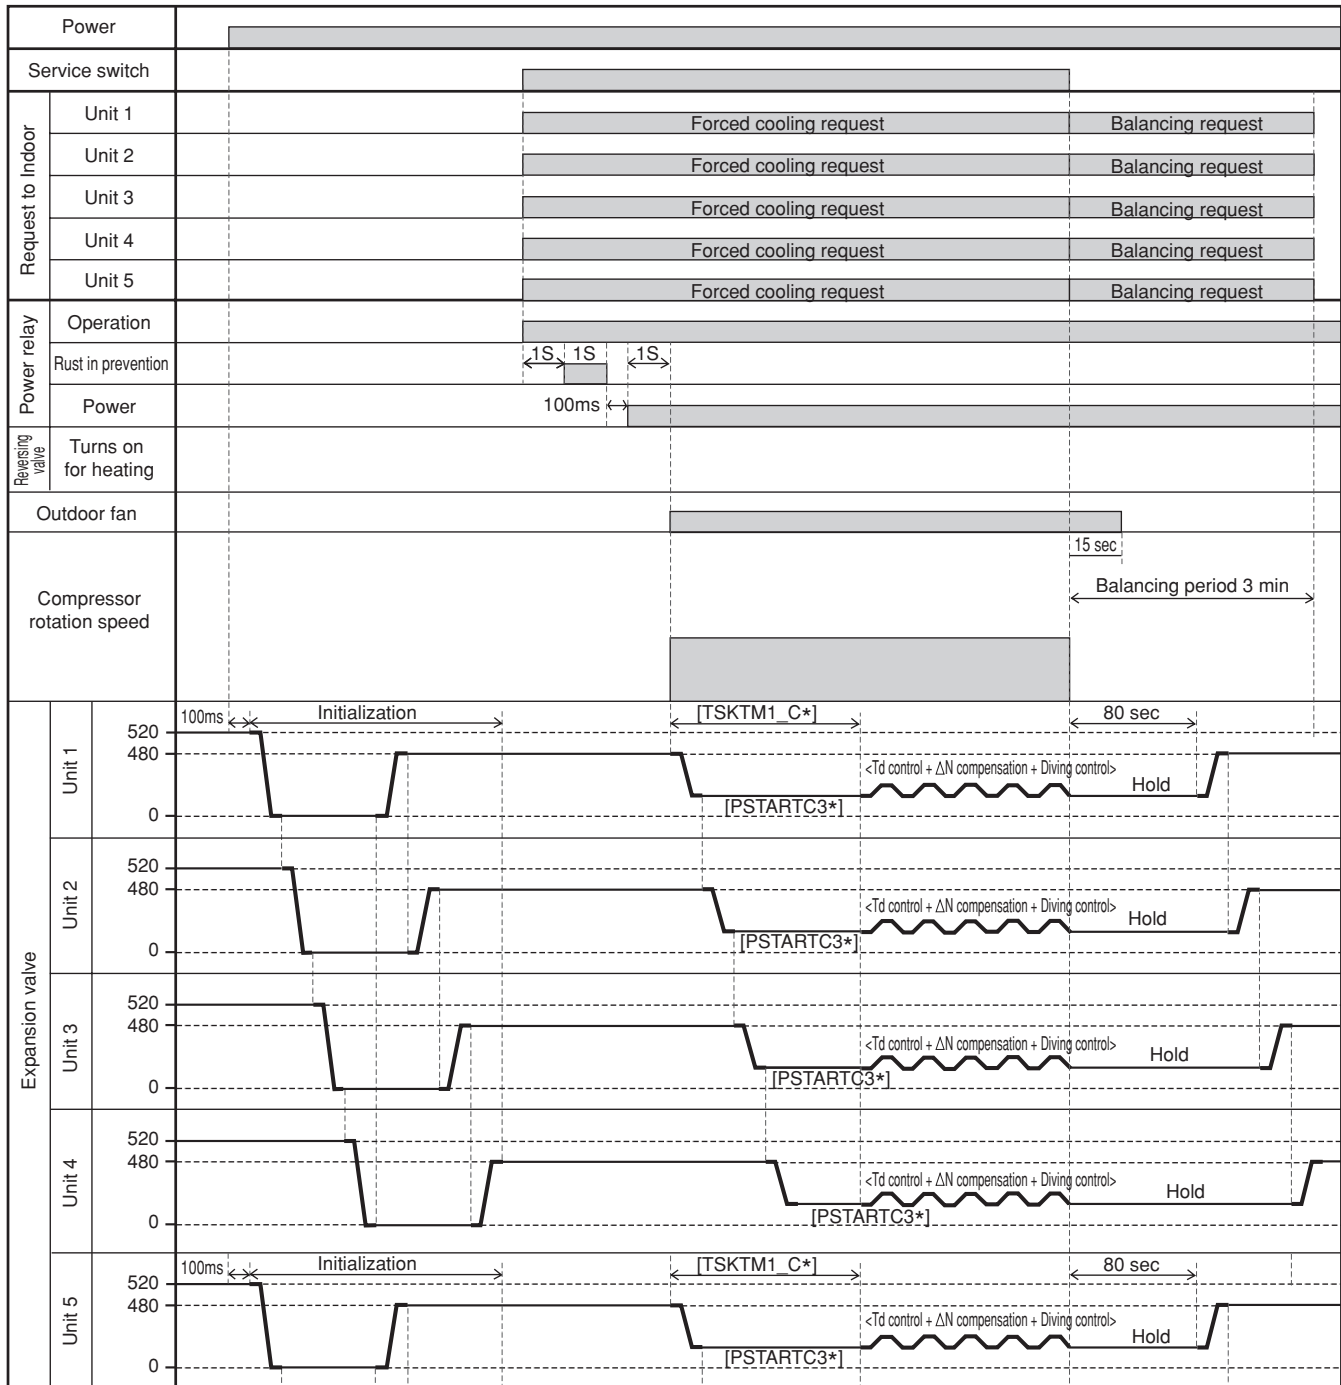 Power
Service switch
Request to Indoor
Unit 1
Forced cooling request
Balancing request
Unit 2
Forced cooling request
Balancing request
Unit 3
Forced cooling request
Balancing request
Unit 4
Forced cooling request
Balancing request
Unit 5
Forced cooling request
Balancing request
Power relay
Operation
Rust in prevention
1S
1S
1S
Power
100ms
Reversing valve
Turns on
for heating
Outdoor fan
15 sec
Compressor
rotation speed
Balancing period 3 min
Expansion valve
Unit 1
100ms
Initialization
[TSKTM1_C*]
80 sec
520
480
<Td control + ΔN compensation + Diving control>
Hold
[PSTARTC3*]
0
Unit 2
520
480
<Td control + ΔN compensation + Diving control>
Hold
[PSTARTC3*]
0
Unit 3
520
480
<Td control + ΔN compensation + Diving control>
Hold
[PSTARTC3*]
0
Unit 4
520
480
<Td control + ΔN compensation + Diving control>
Hold
[PSTARTC3*]
0
Unit 5
100ms
Initialization
[TSKTM1_C*]
80 sec
520
480
<Td control + ΔN compensation + Diving control>
Hold
[PSTARTC3*]
0